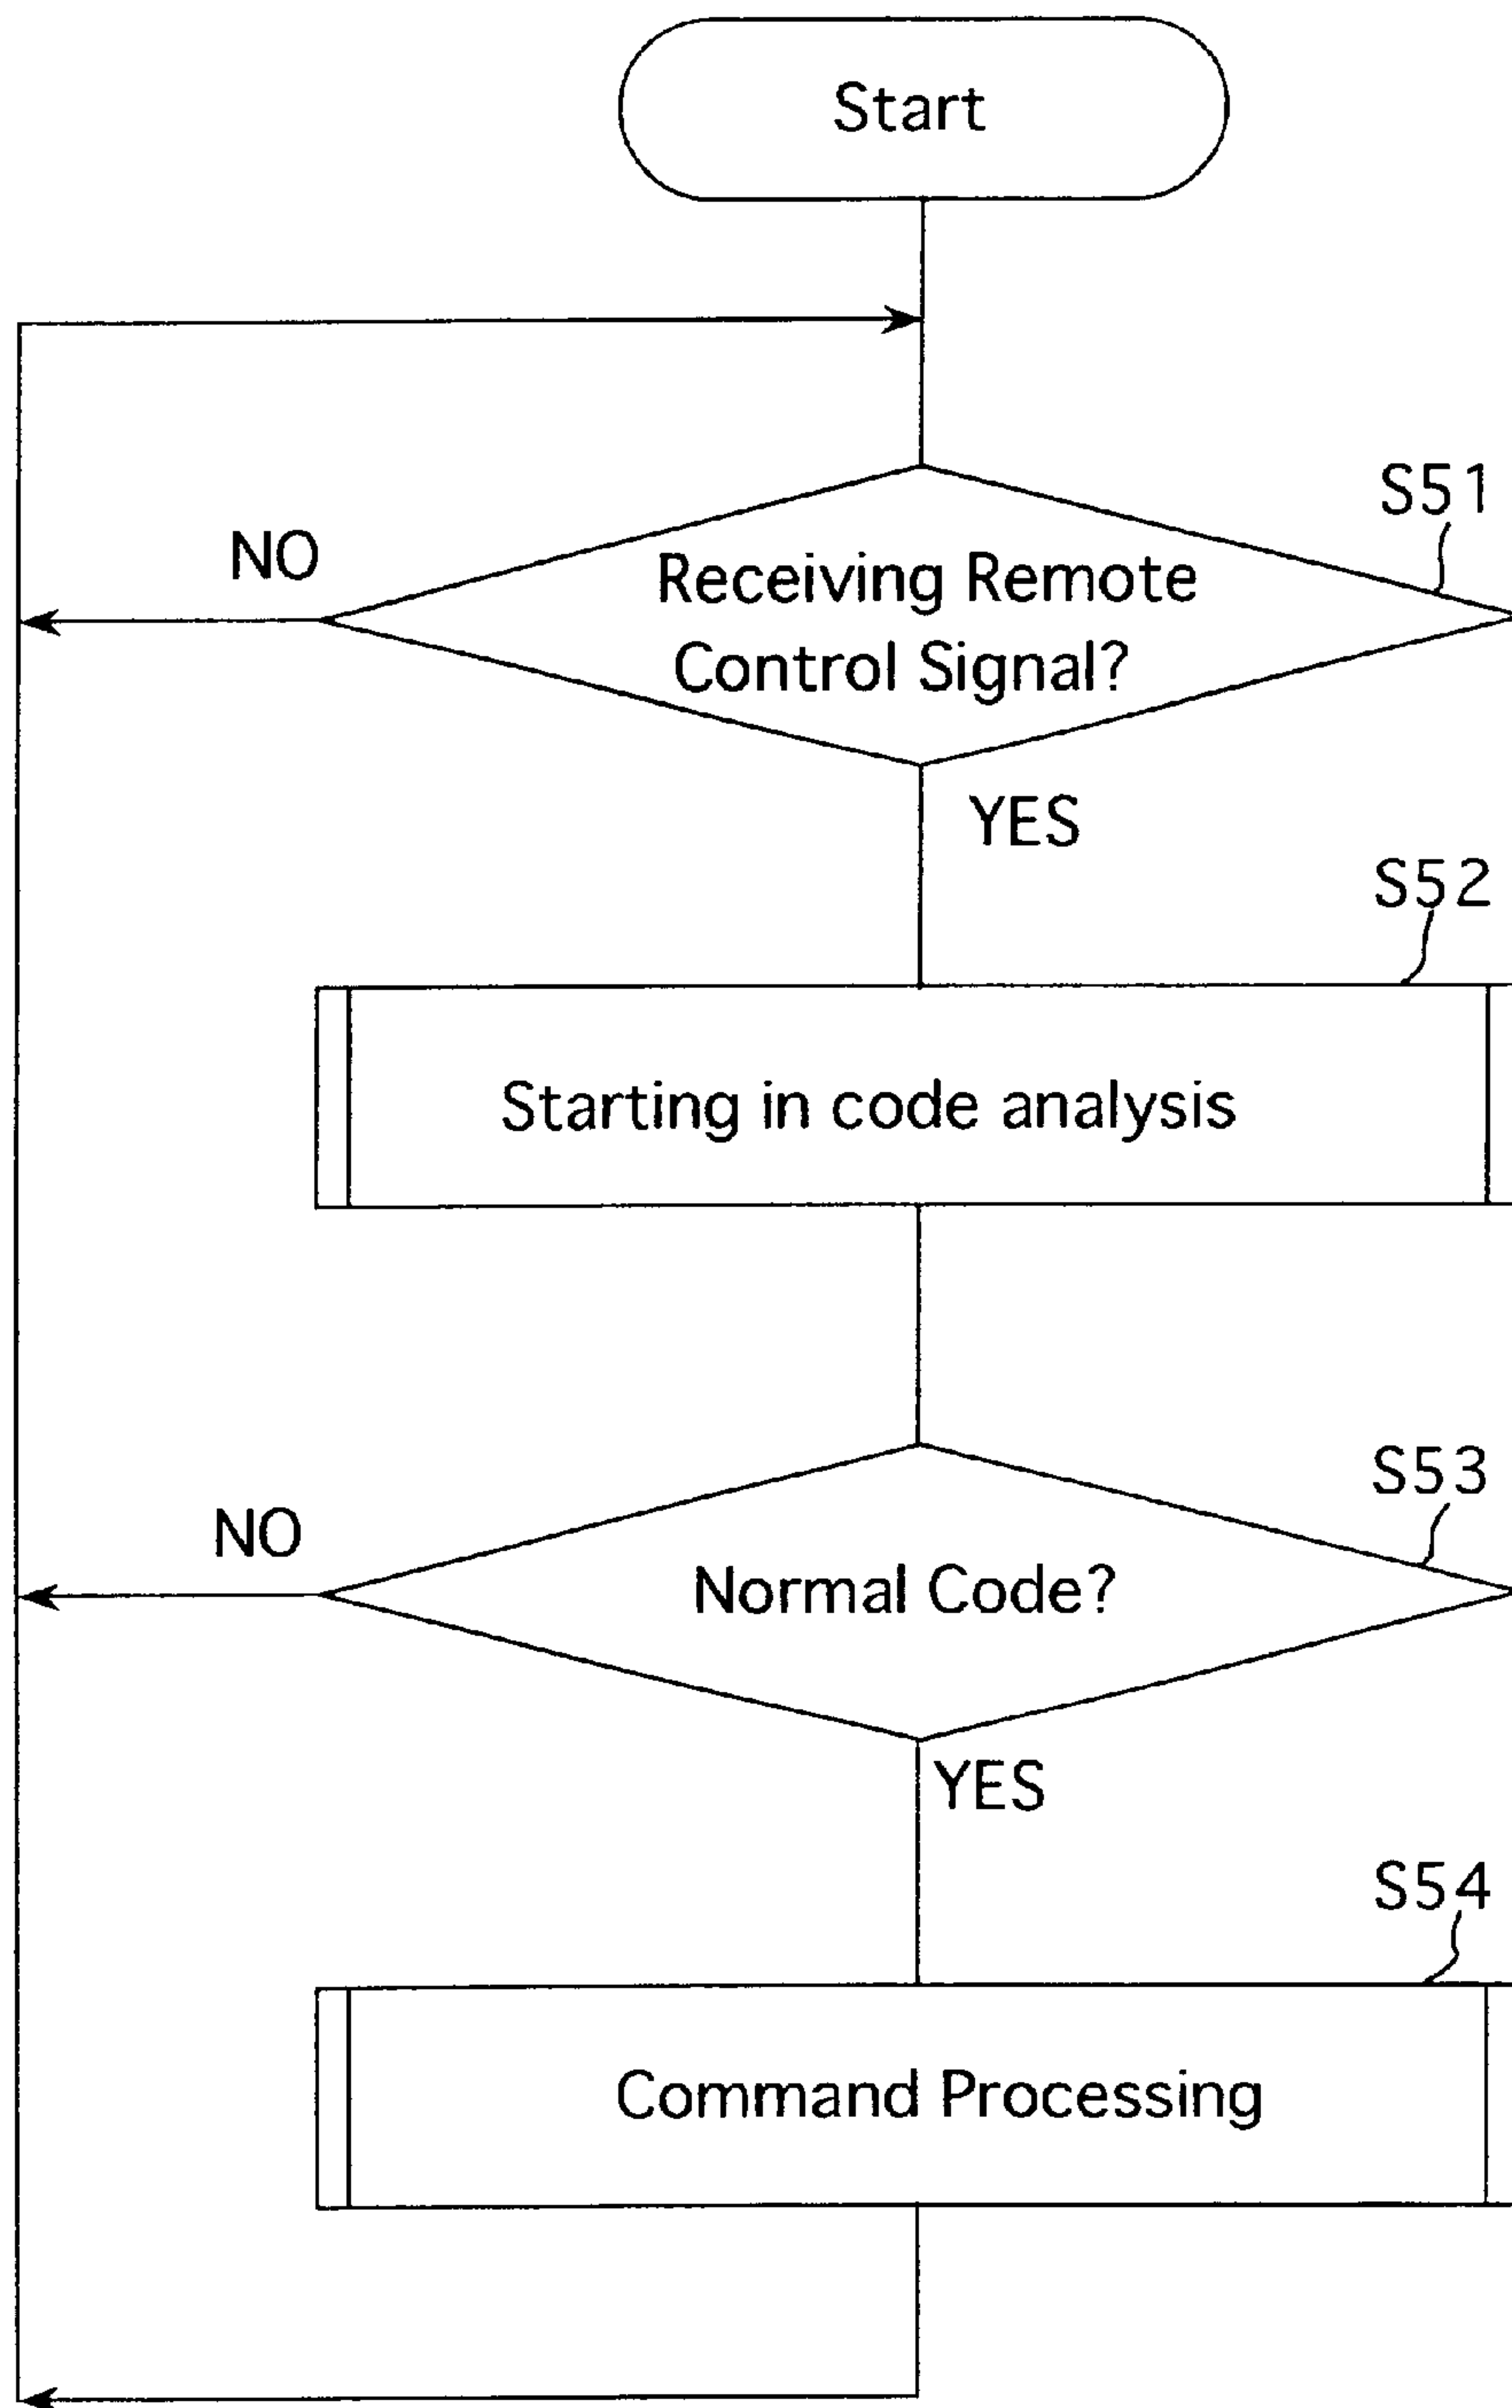 Start
S51
NO
Receiving Remote
Control Signal?
YES
S52
Starting in code analysis
S53
NO
Normal Code?
YES
S54
Command Processing